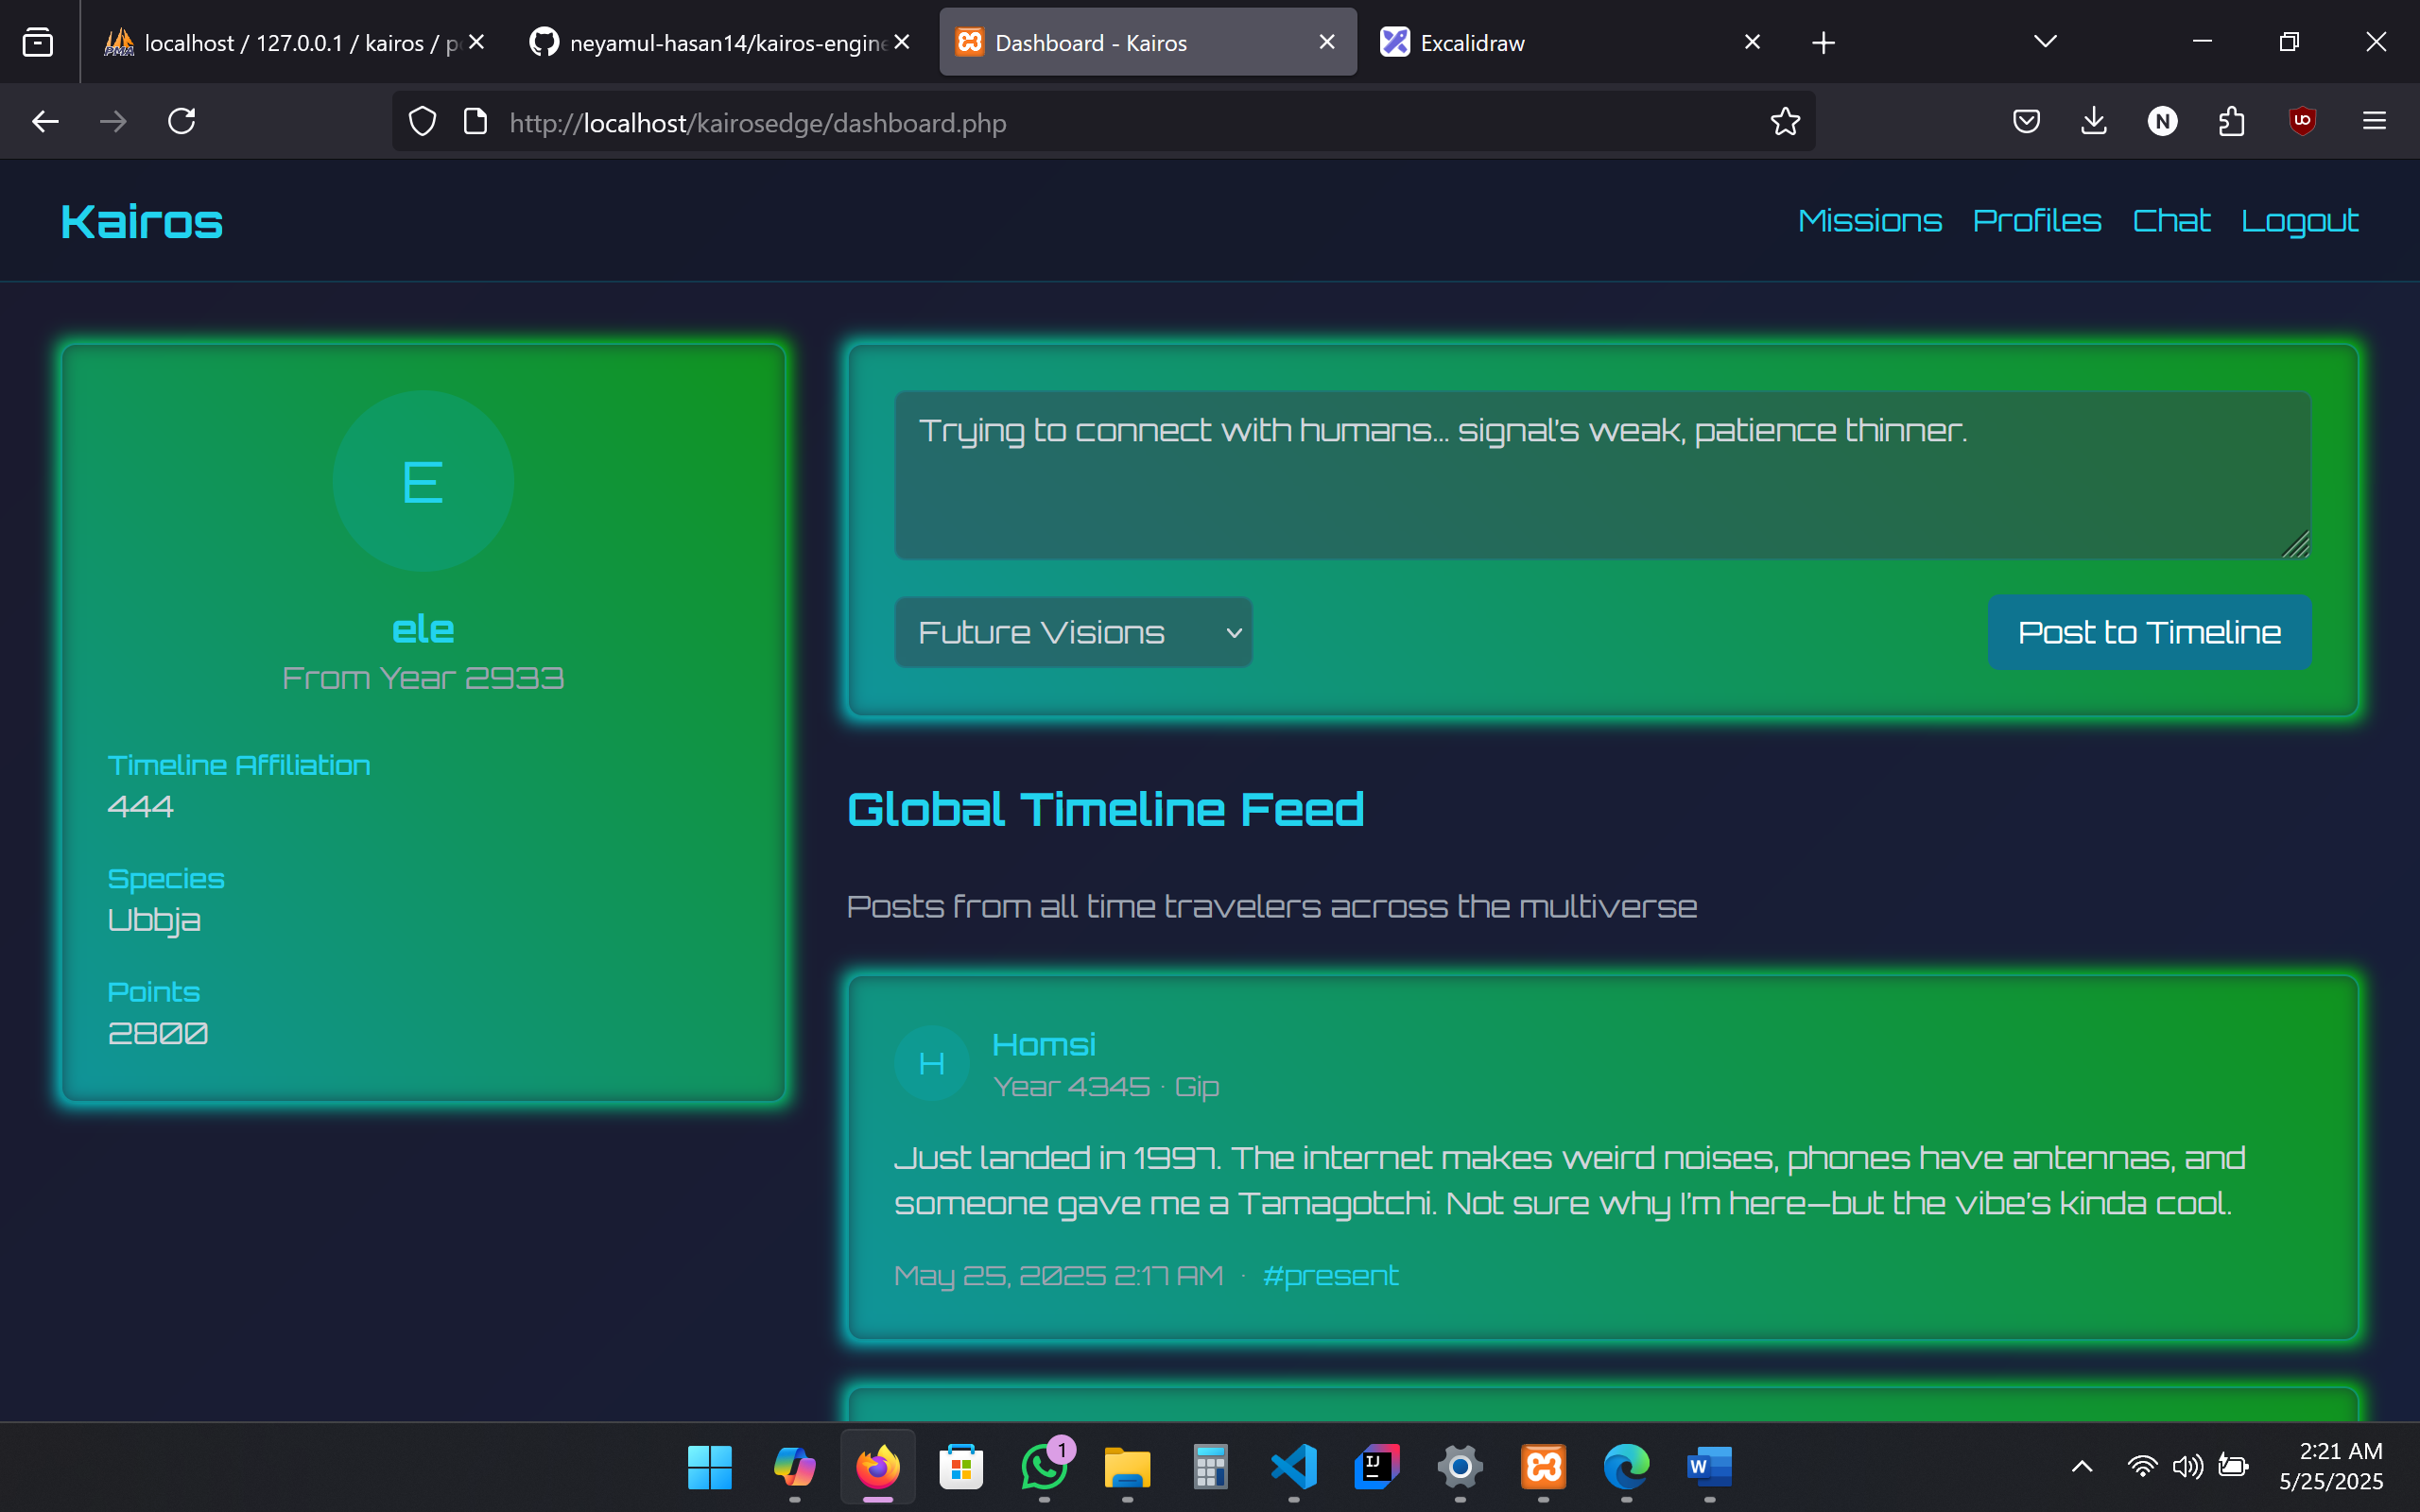 localhost / 127.0.0.1 / kairos / p
neyamul-hasan14/kairos-engine
Dashboard - Kairos
Excalidraw
http://localhost/kairosedge/dashboard.php
N
Kairos
Missions Profiles Chat Logout
E
ele
From Year 2933
Timeline Affiliation
444
Species
Ubbja
Points
2800
Trying to connect with humans... signal's weak, patience thinner.
Future Visions
Post to Timeline
Global Timeline Feed
Posts from all time travelers across the multiverse
H
Homsi
Year 4345 · Gip
Just landed in 1997. The internet makes weird noises, phones have antennas, and
someone gave me a Tamagotchi. Not sure why I'm here—but the vibe's kinda cool.
May 25, 2025 2:17 AM · #present
1
2:21 AM
5/25/2025